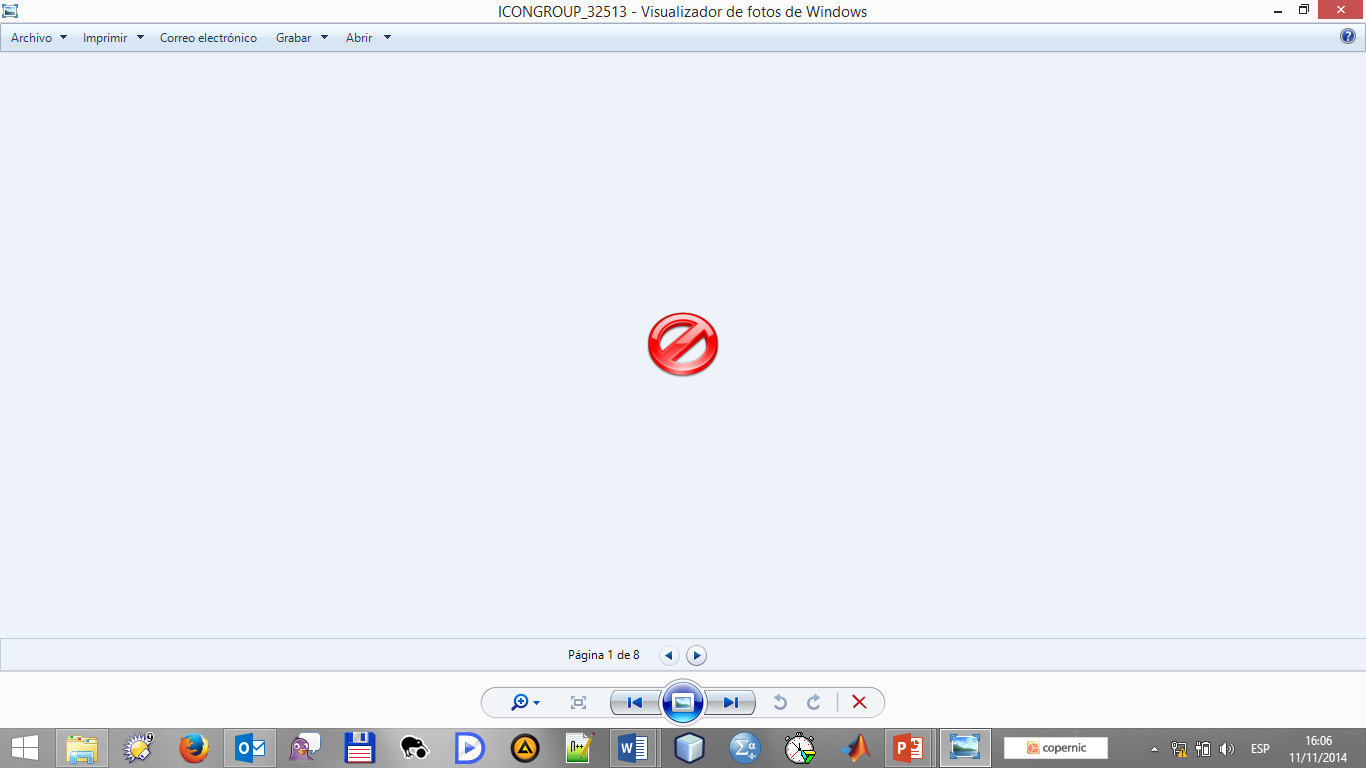 ICONGROUP_32513 - Visualizador de fotos de Windows
Archivo Imprimir Correo electrónico Grabar Abrir
Página 1 de 8
copernic
ESP
16:06
11/11/2014